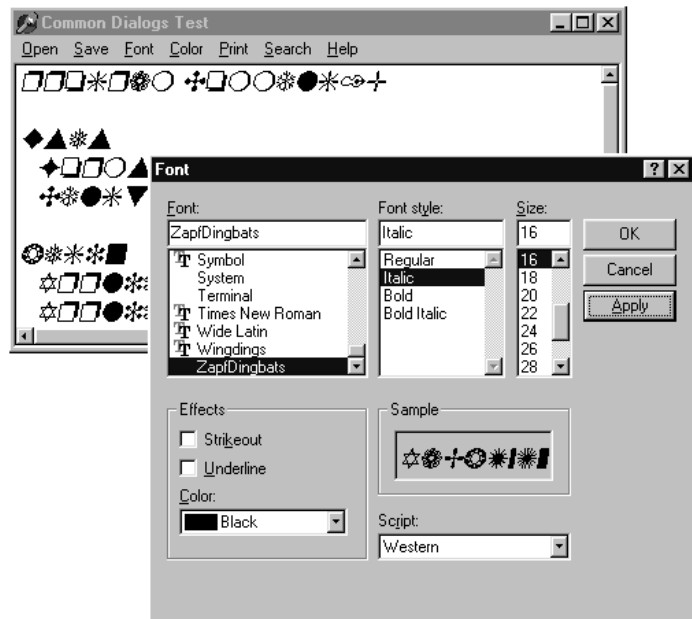 Common Dialogs Test
Open Save Font Color Print Search Help
Font
Font:
ZapfDingbats
Symbol
System
Terminal
Times New Roman
Wide Latin
Wingdings
ZapfDingbats
Font style:
Italic
Regular
Italic
Bold
Bold Italic
Size:
16
16
18
20
22
24
26
28
OK
Cancel
Apply
Effects
Strikeout
Underline
Color:
Black
Sample
Script:
Western